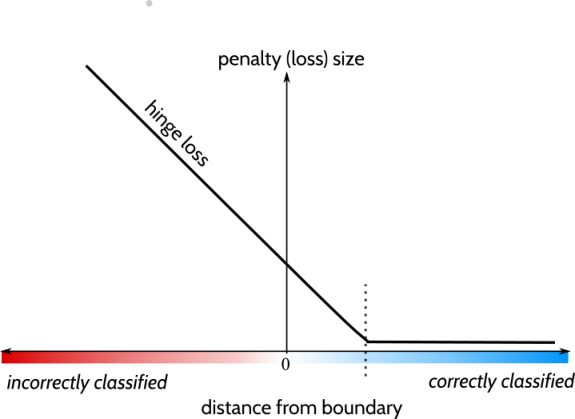 penalty (loss) size
hinge loss
0
incorrectly classified
correctly classified
distance from boundary